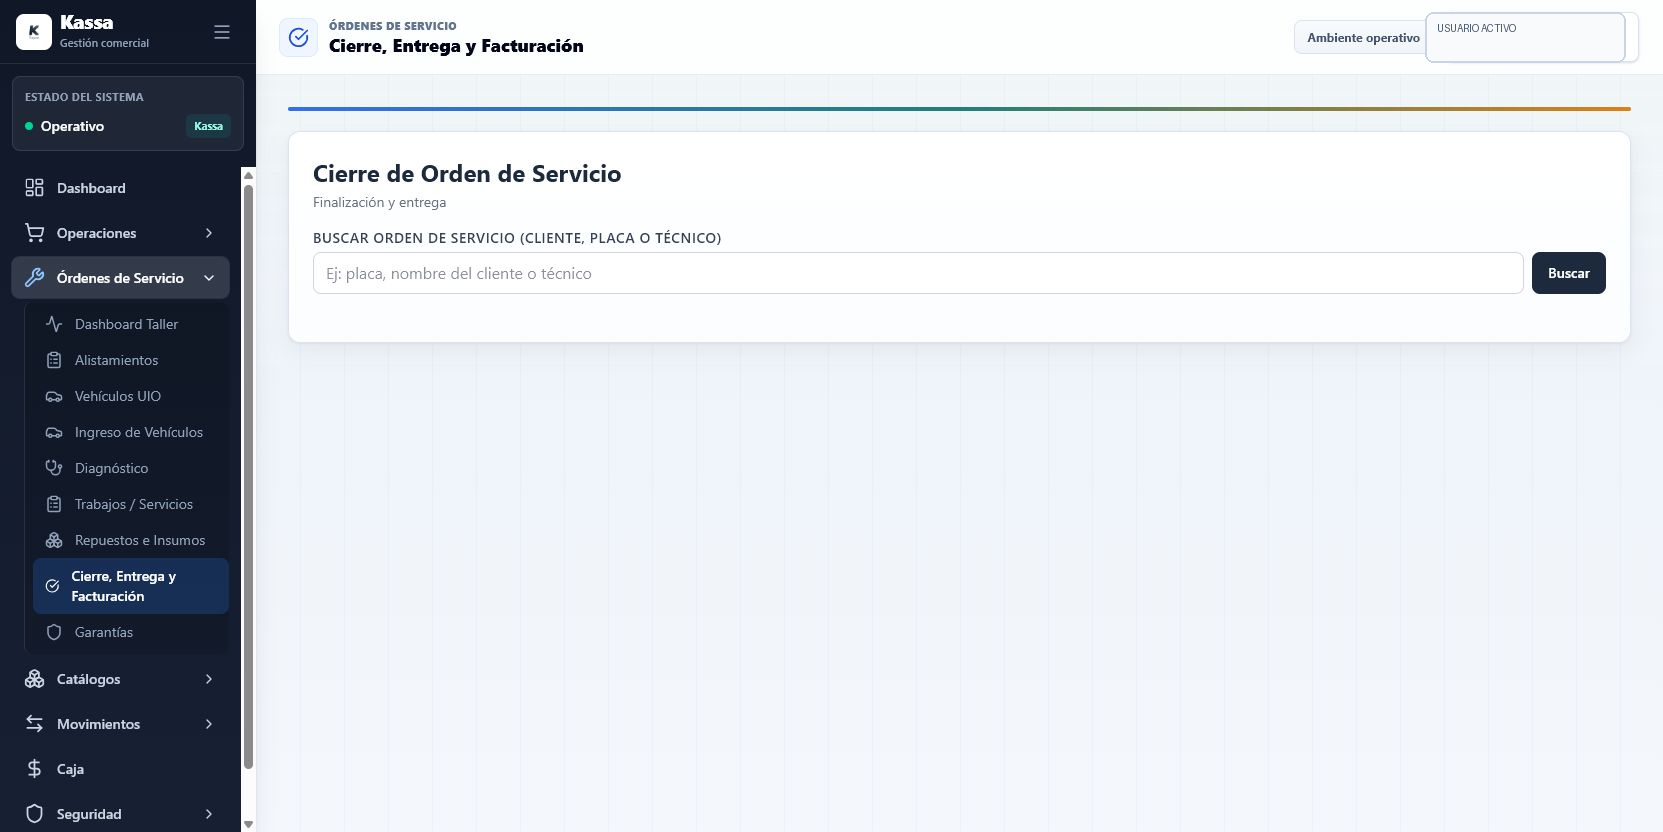 Kassa
Gestión comercial
ESTADO DEL SISTEMA
Operativo
Kassa
Dashboard
Operaciones
Órdenes de Servicio
Dashboard Taller
Alistamientos
Vehículos UIO
Ingreso de Vehículos
Diagnóstico
Trabajos / Servicios
Repuestos e Insumos
Cierre, Entrega y
Facturación
Garantías
Catálogos
Movimientos
Caja
Seguridad
ÓRDENES DE SERVICIO
Cierre, Entrega y Facturación
Ambiente operativo
USUARIO ACTIVO
Cierre de Orden de Servicio
Finalización y entrega
BUSCAR ORDEN DE SERVICIO (CLIENTE, PLACA O TÉCNICO)
Ej: placa, nombre del cliente o técnico
Buscar